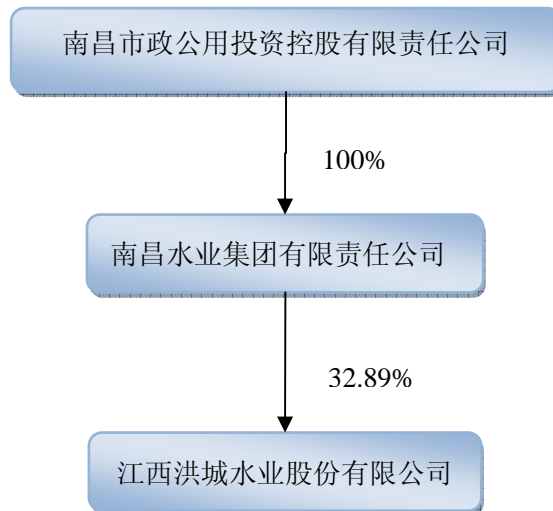 南昌市政公用投资控股有限责任公司
100%
南昌水业集团有限责任公司
32.89%
江西洪城水业股份有限公司